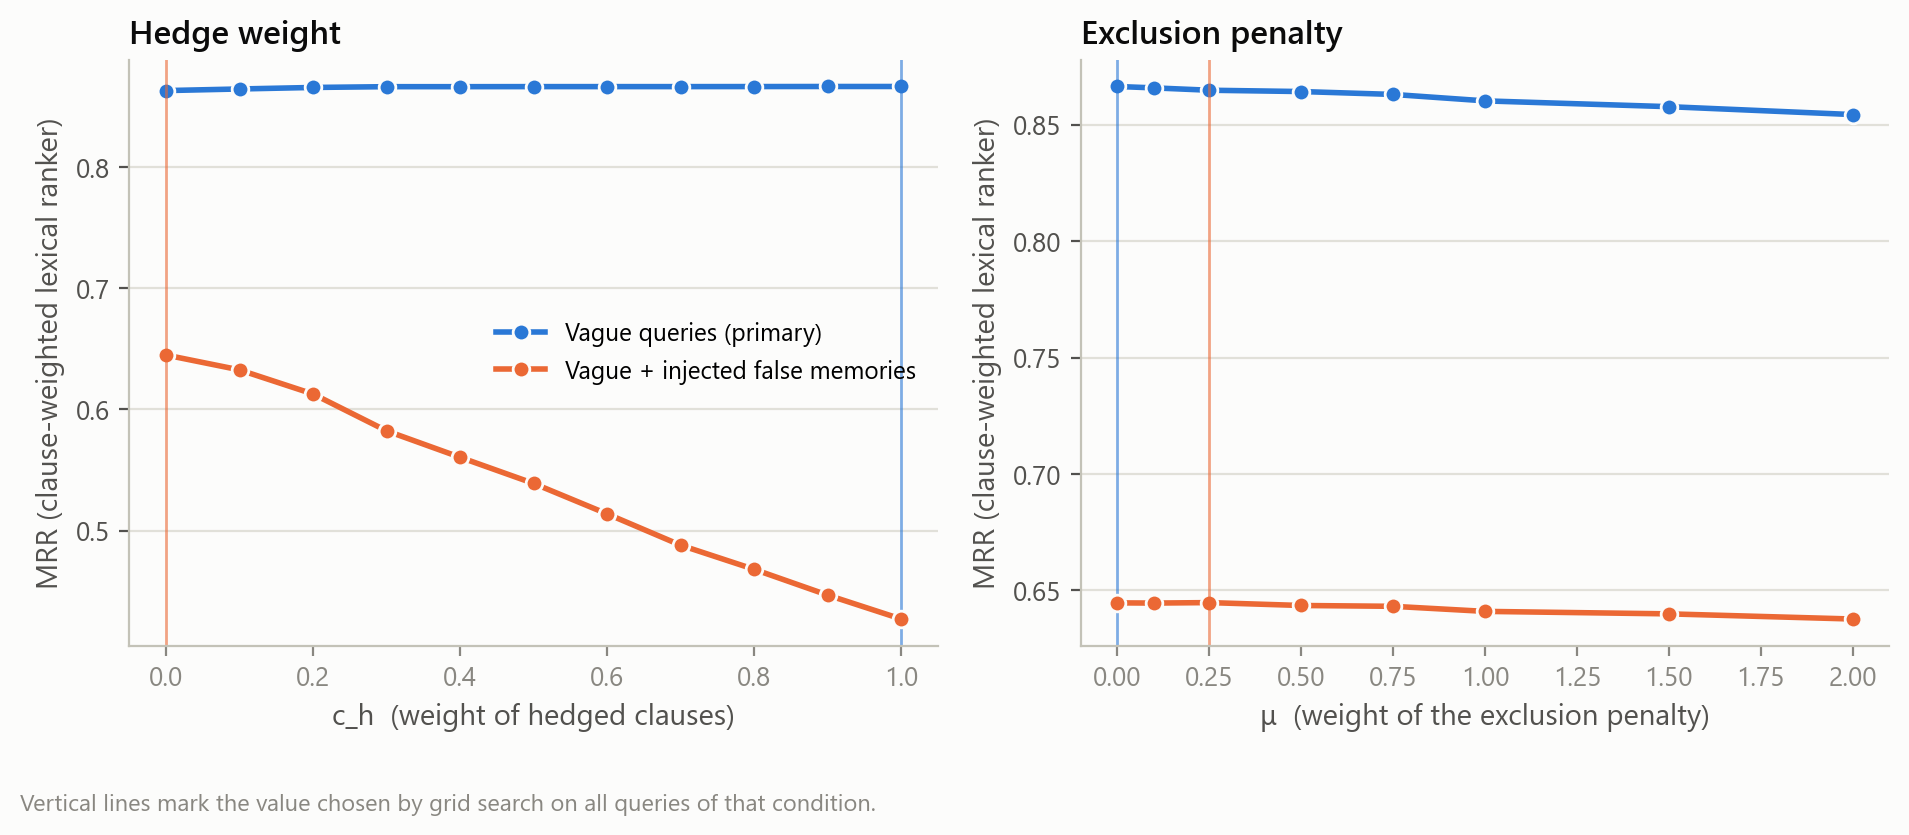 Hedge weight
MRR (clause-weighted lexical ranker)
0.8
0.7
0.6
0.5
Vague queries (primary)
Vague + injected false memories
0.0 0.2 0.4 0.6 0.8 1.0
c_h (weight of hedged clauses)
Exclusion penalty
MRR (clause-weighted lexical ranker)
0.85
0.80
0.75
0.70
0.65
0.00 0.25 0.50 0.75 1.00 1.25 1.50 1.75 2.00
μ (weight of the exclusion penalty)
Vertical lines mark the value chosen by grid search on all queries of that condition.